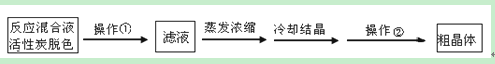 反应混合液
活性炭脱色
操作①
滤液
蒸发浓缩
冷却结晶
操作②
粗晶体